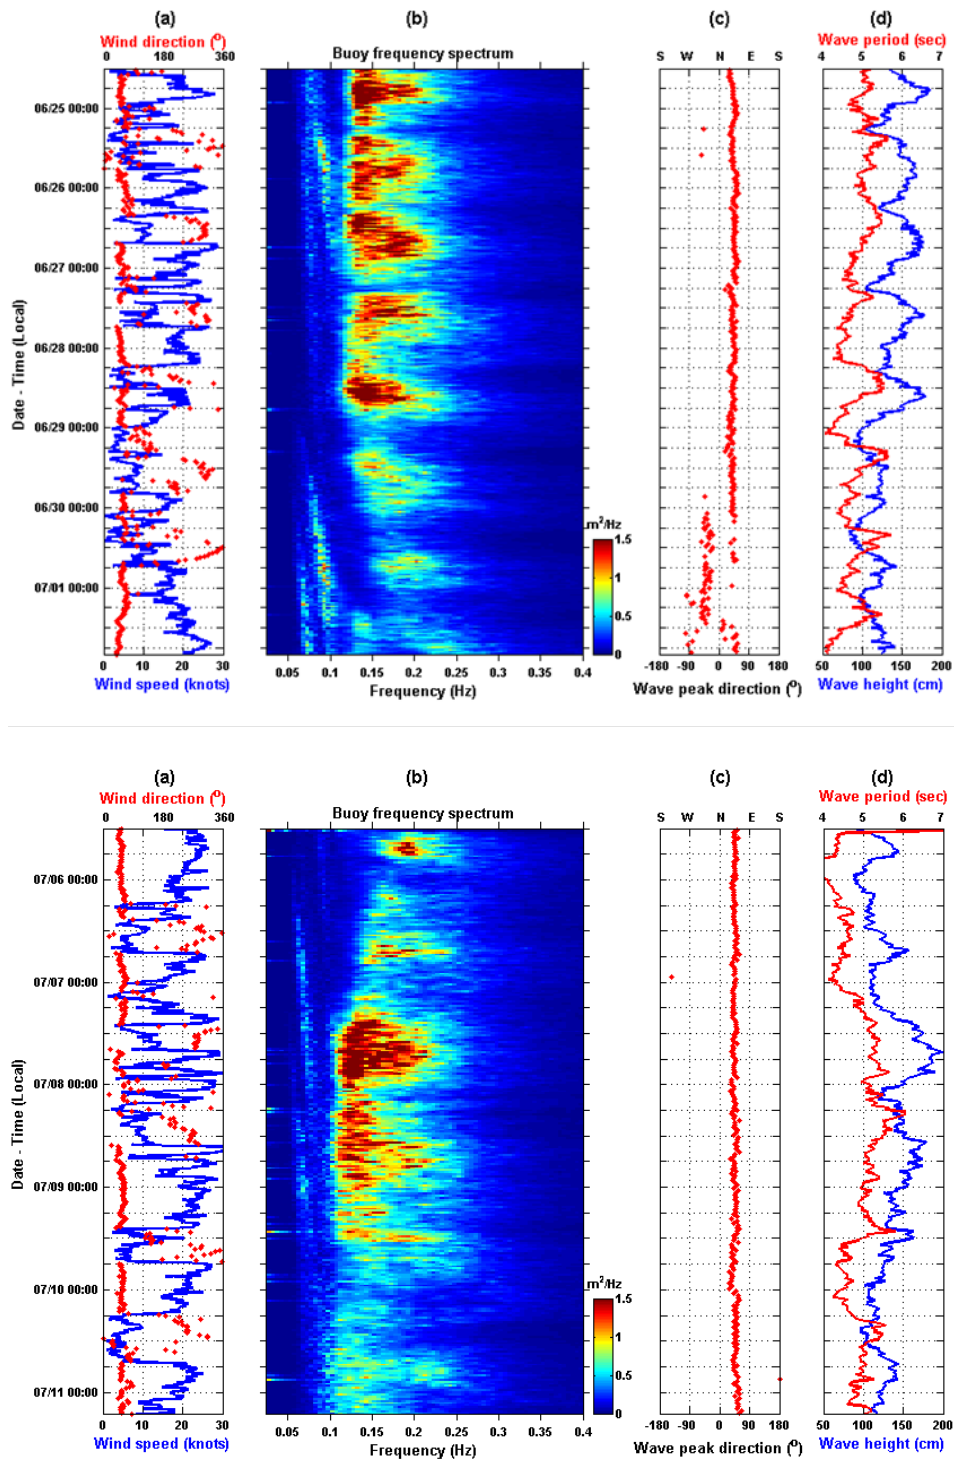 (a) (b) (c) (d)
Wind direction (º) Buoy frequency spectrum Wave period (sec)
0 180 360 S W N E S 4 5 6 7
06/25 00:00
06/26 00:00
06/27 00:00
06/28 00:00
06/29 00:00
06/30 00:00
07/01 00:00
Date - Time (Local)
m²/Hz
1.5
1
0.5
0
0 10 20 30 0.05 0.1 0.15 0.2 0.25 0.3 0.35 0.4 -180 -90 0 90 180 50 100 150 200
Wind speed (knots) Frequency (Hz) Wave peak direction (º) Wave height (cm)
(a) (b) (c) (d)
Wind direction (º) Buoy frequency spectrum Wave period (sec)
0 180 360 S W N E S 4 5 6 7
07/06 00:00
07/07 00:00
07/08 00:00
07/09 00:00
07/10 00:00
07/11 00:00
Date - Time (Local)
m²/Hz
1.5
1
0.5
0
0 10 20 30 0.05 0.1 0.15 0.2 0.25 0.3 0.35 0.4 -180 -90 0 90 180 50 100 150 200
Wind speed (knots) Frequency (Hz) Wave peak direction (º) Wave height (cm)